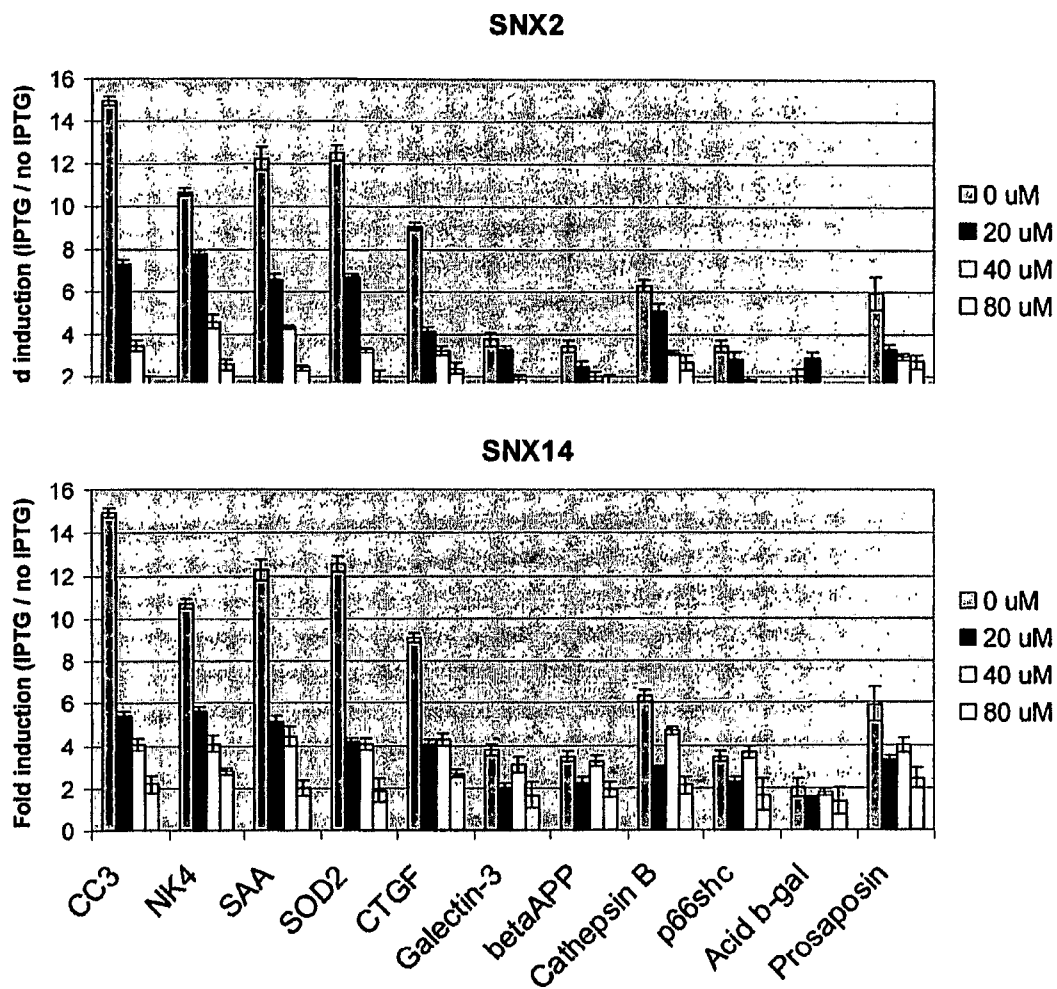 SNX2
d induction (IPTG / no IPTG)
16
14
12
10
8
6
4
2
0 uM
20 uM
40 uM
80 uM
SNX14
Fold induction (IPTG / no IPTG)
16
14
12
10
8
6
4
2
0
0 uM
20 uM
40 uM
80 uM
CC3
NK4
SAA
SOD2
CTGF
Galectin-3
betaAPP
Cathepsin B
p66shc
Acid b-gal
Prosaposin